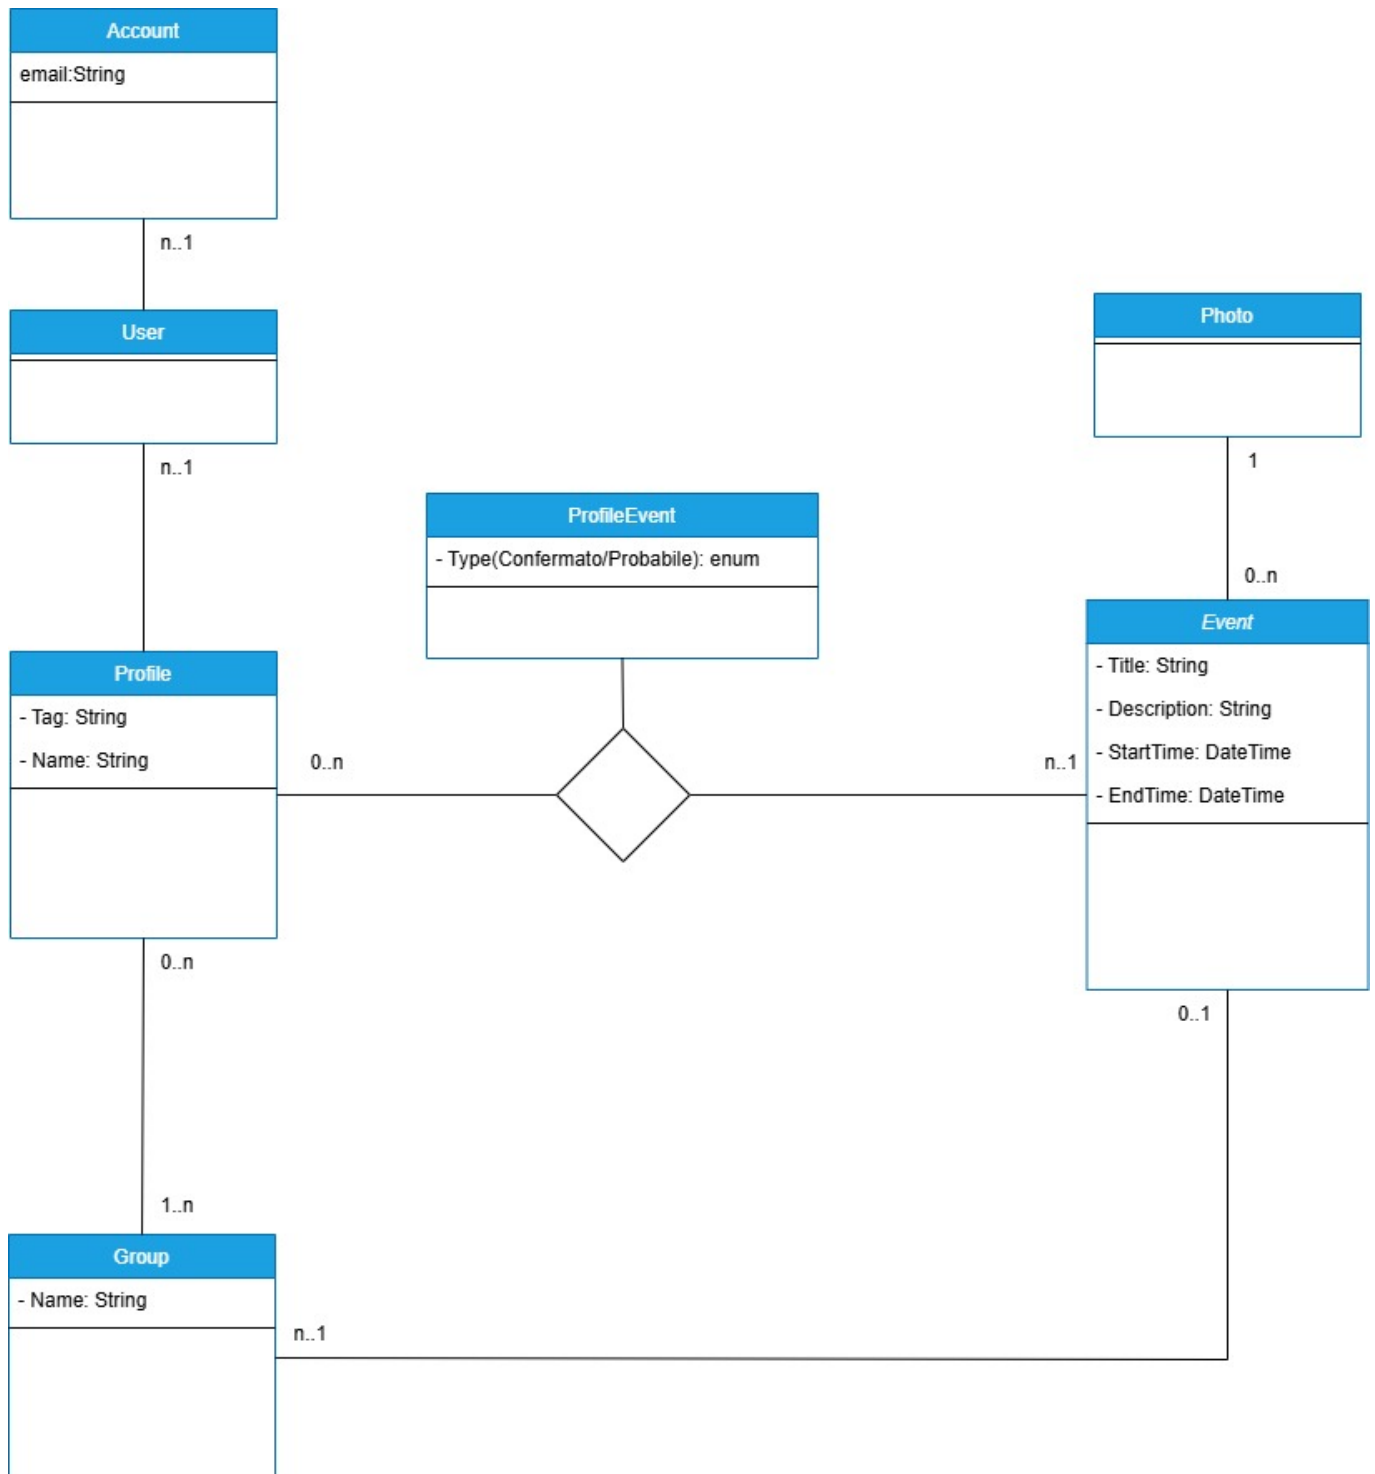 Account
email:String
n..1
User
n..1
Photo
1
0..n
ProfileEvent
- Type(Confermato/Probabile): enum
Event
- Title: String
- Description: String
- StartTime: DateTime
- EndTime: DateTime
Profile
- Tag: String
- Name: String
0..n
n..1
0..n
0..1
1..n
Group
- Name: String
n..1